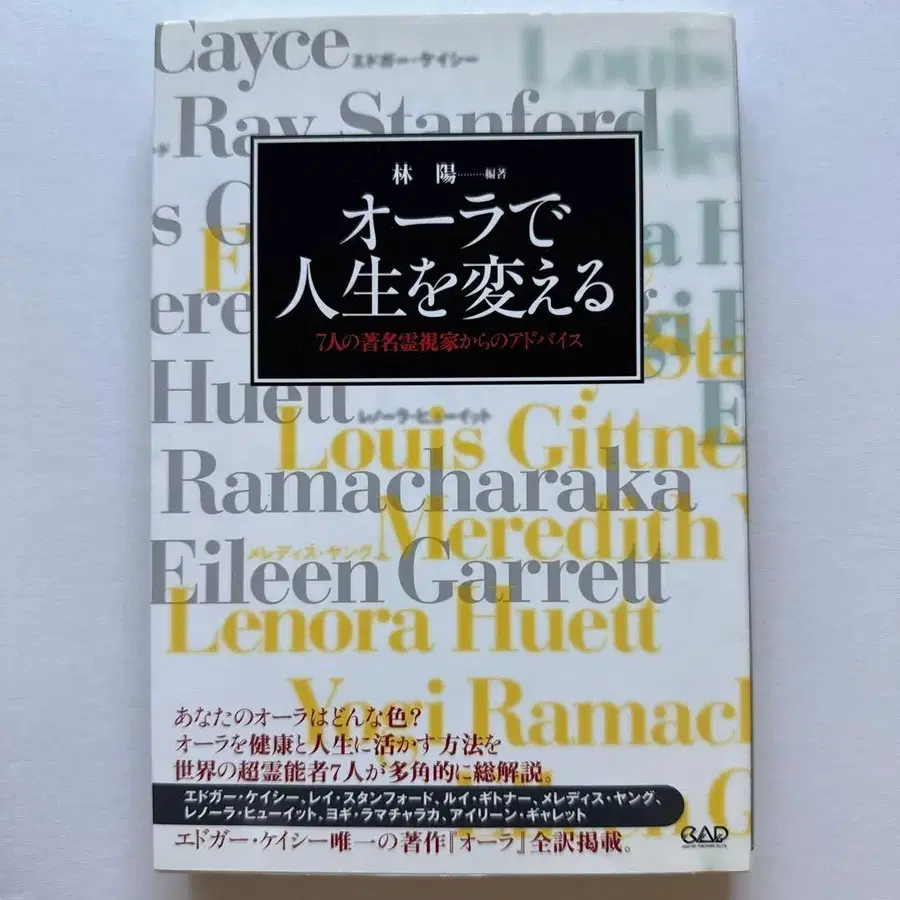 Cayce エドガー・ケイシー
Louis
Ray Stanford
林 陽………編著
オーラで
人生を変える
7人の著名霊視家からのアドバイス
Huett レノーラ・ヒューイット
Louis Gittne
Ramacharaka
Meredith
メレディス・ヤング
Eileen Garrett
Lenora Huett
Yogi Ramac
あなたのオーラはどんな色?
オーラを健康と人生に活かす方法を
世界の超霊能者7人が多角的に総解説。
エドガー・ケイシー、レイ・スタンフォード、ルイ・ギトナー、メレディス・ヤング、
レノーラ・ヒューイット、ヨギ・ラマチャラカ、アイリーン・ギャレット
エドガー・ケイシー唯一の著作『オーラ』全訳掲載。